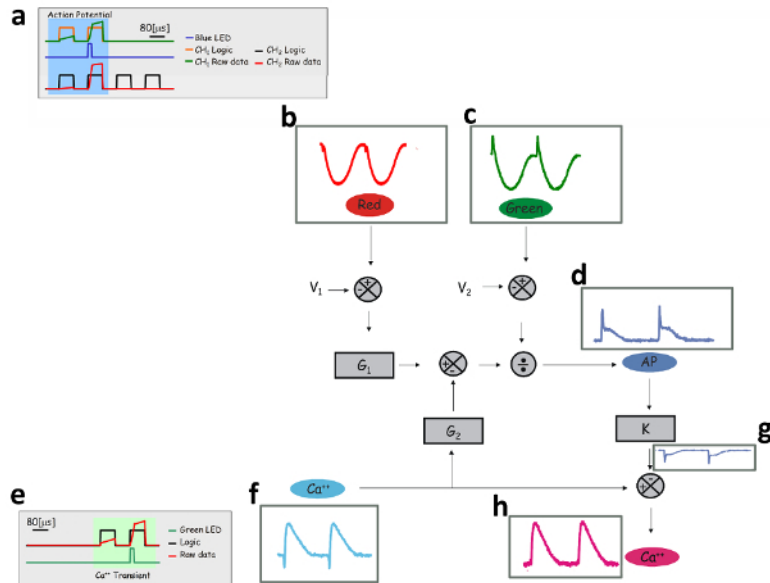 a
Action Potential
80[µs]
Blue LED
CH₁ Logic
CH₂ Logic
CH₁ Raw data
CH₂ Raw data
b
c
Red
Green
V₁
- +
V₂
- +
d
G₁
+ -
÷
AP
G₂
K
g
e
80[µs]
Green LED
Logic
Raw data
Ca⁺⁺ Transient
f
Ca⁺⁺
+ -
h
Ca⁺⁺